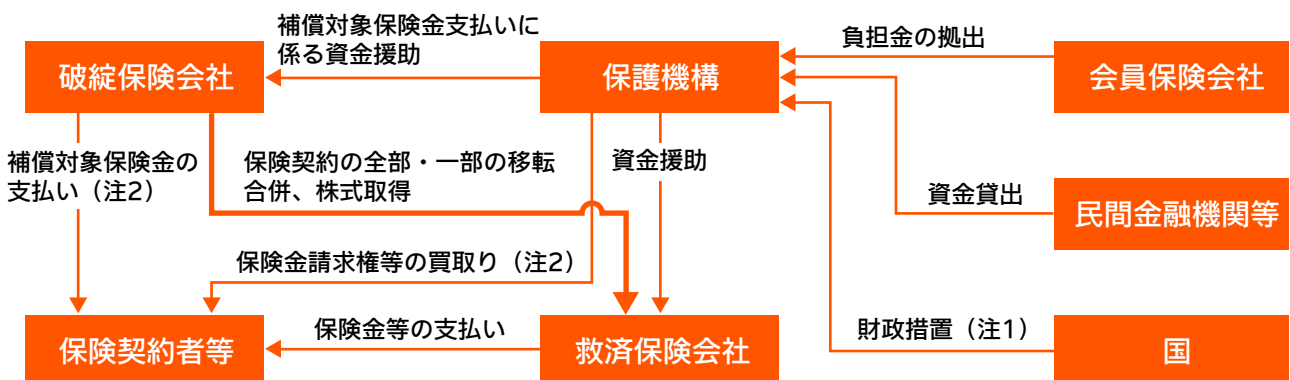 補償対象保険金支払いに
係る資金援助
負担金の拠出
破綻保険会社
保護機構
会員保険会社
補償対象保険金の
支払い（注2）
保険契約の全部・一部の移転
合併、株式取得
資金援助
資金貸出
民間金融機関等
保険金請求権等の買取り（注2）
保険契約者等
保険金等の支払い
救済保険会社
財政措置（注1）
国